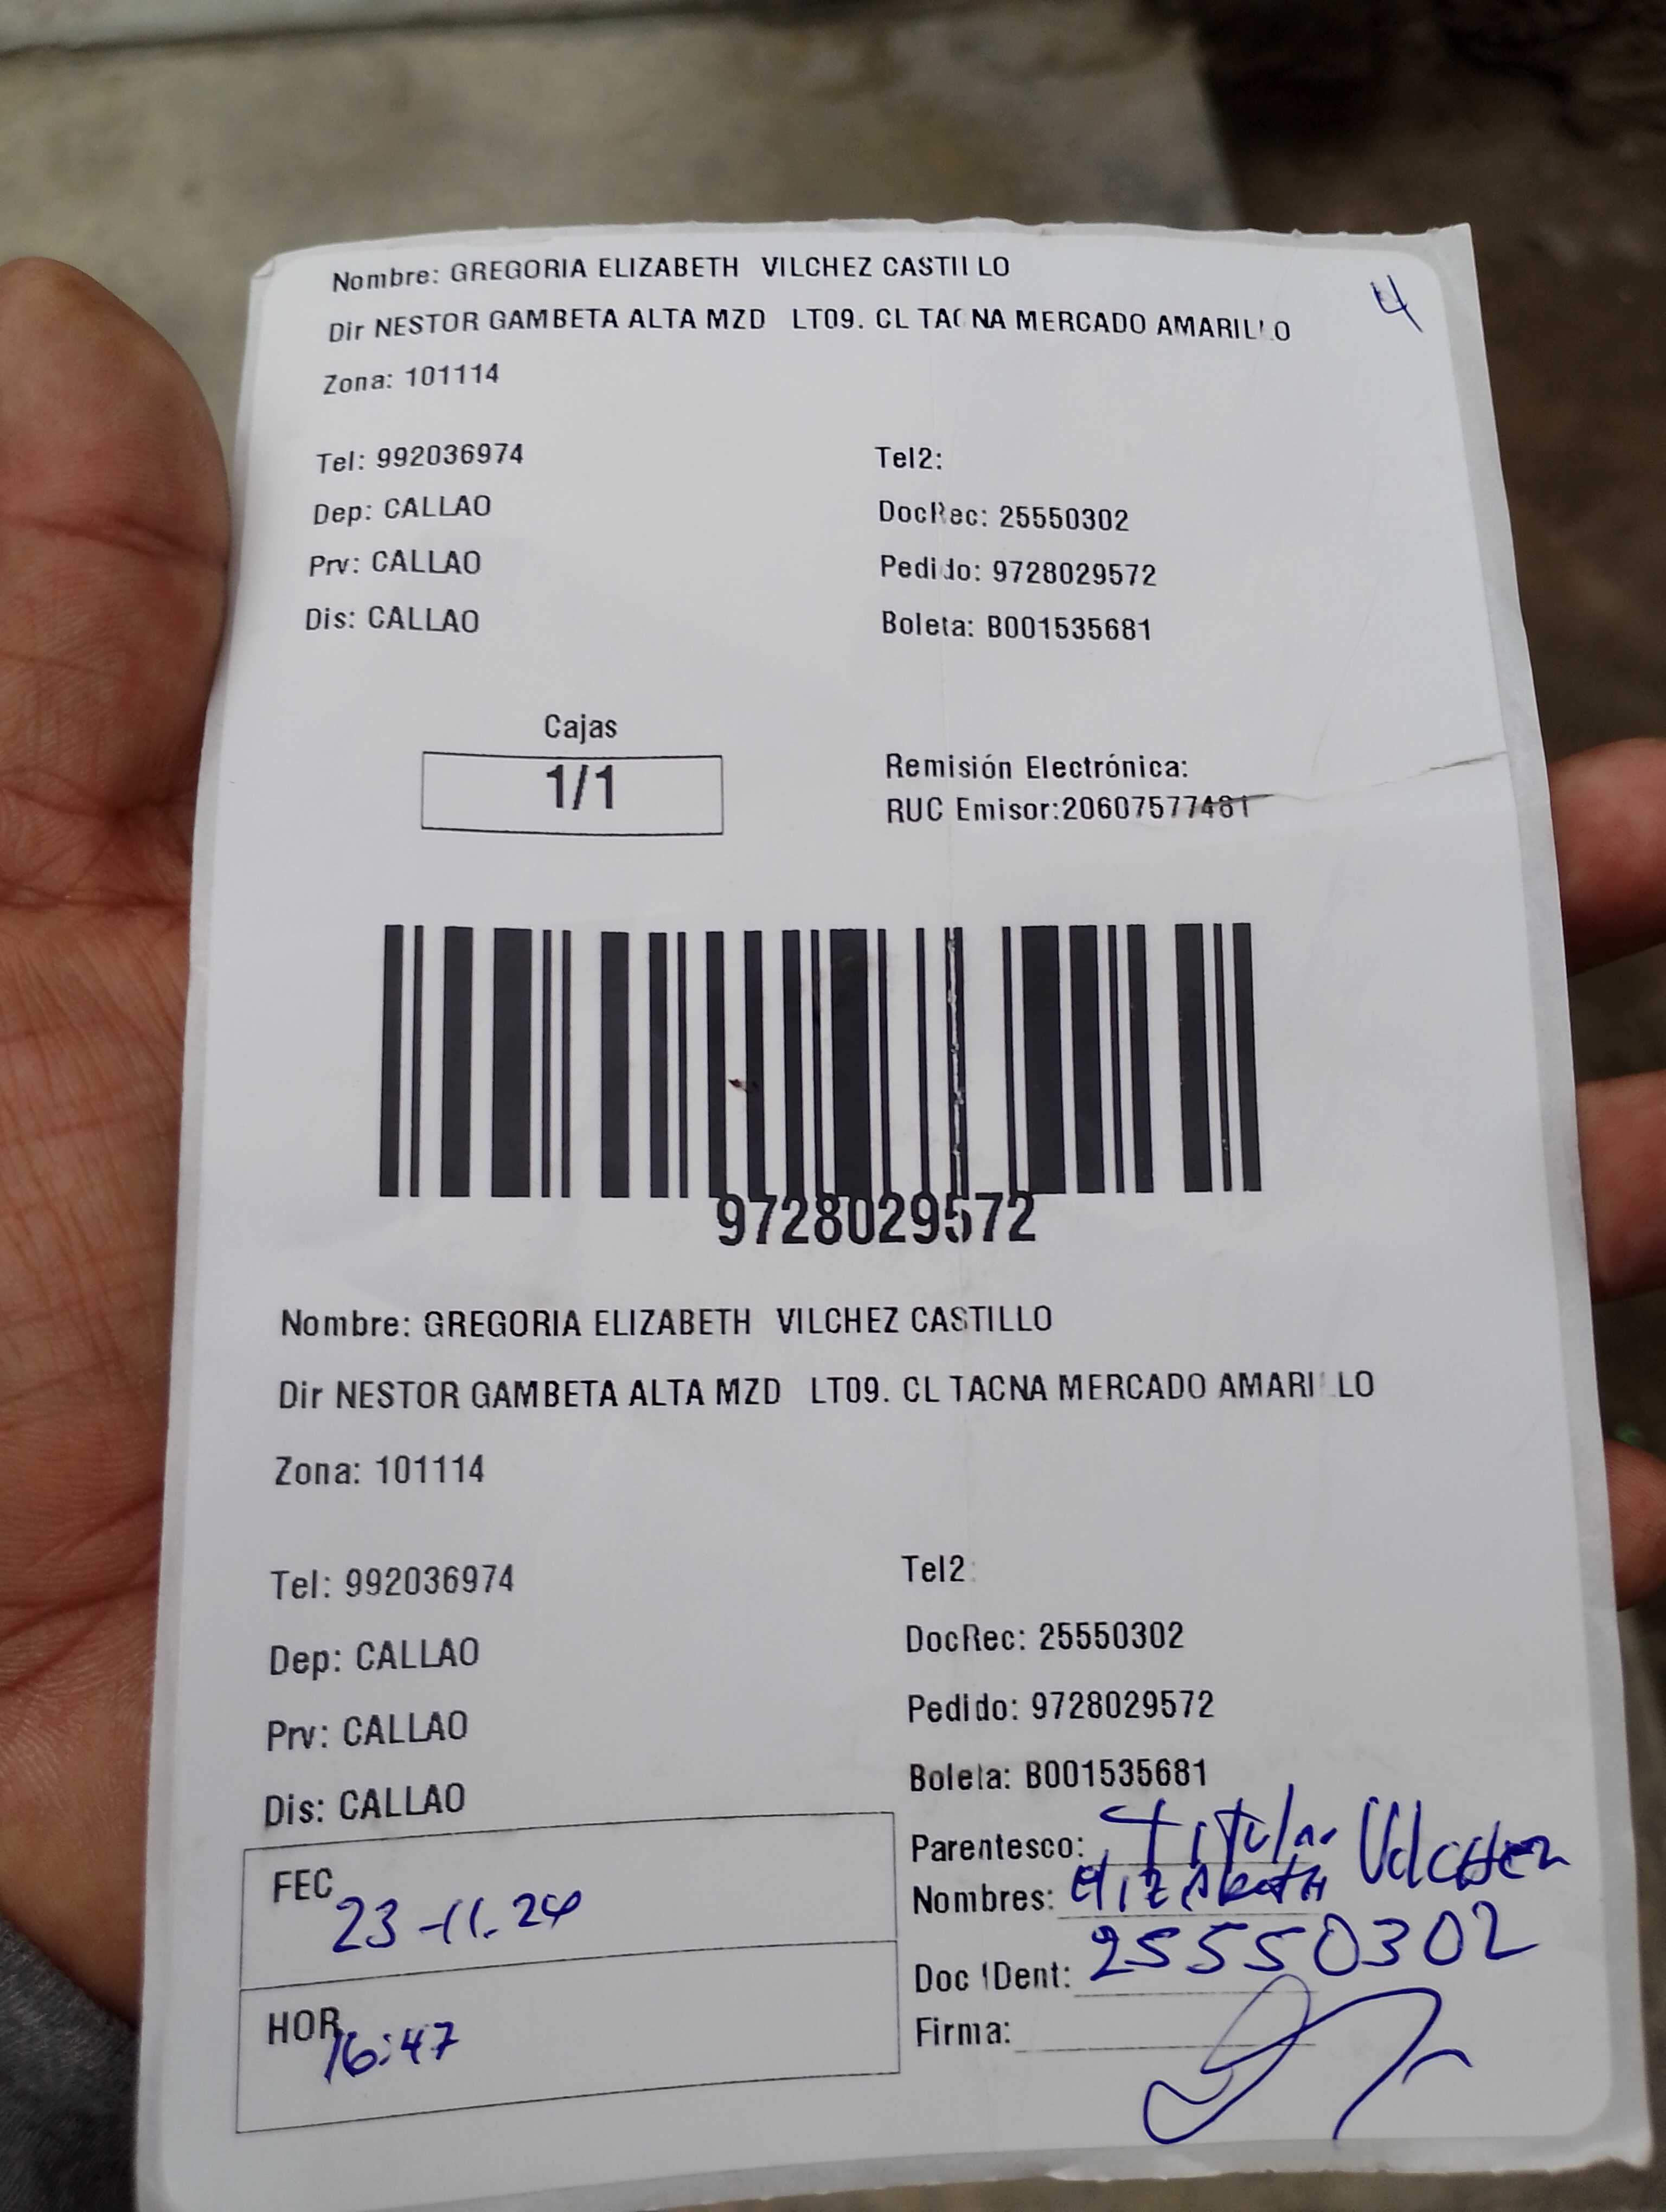 Nombre: GREGORIA ELIZABETH VILCHEZ CASTILLO
4
Dir NESTOR GAMBETA ALTA MZD LT09. CL TACNA MERCADO AMARILLO
Zona: 101114
Tel: 992036974 Tel2:
Dep: CALLAO DocRec: 25550302
Prv: CALLAO Pedido: 9728029572
Dis: CALLAO Boleta: B001535681
Cajas
1/1
Remisión Electrónica:
RUC Emisor:20607577481
9728029572
Nombre: GREGORIA ELIZABETH VILCHEZ CASTILLO
Dir NESTOR GAMBETA ALTA MZD LT09. CL TACNA MERCADO AMARILLO
Zona: 101114
Tel: 992036974 Tel2:
Dep: CALLAO DocRec: 25550302
Prv: CALLAO Pedido: 9728029572
Dis: CALLAO Boleta: B001535681
FEC 23-11.24
HOR 16:47
Parentesco: Titular
Nombres: Elizabeth
Doc IDent: 25550302
Firma: